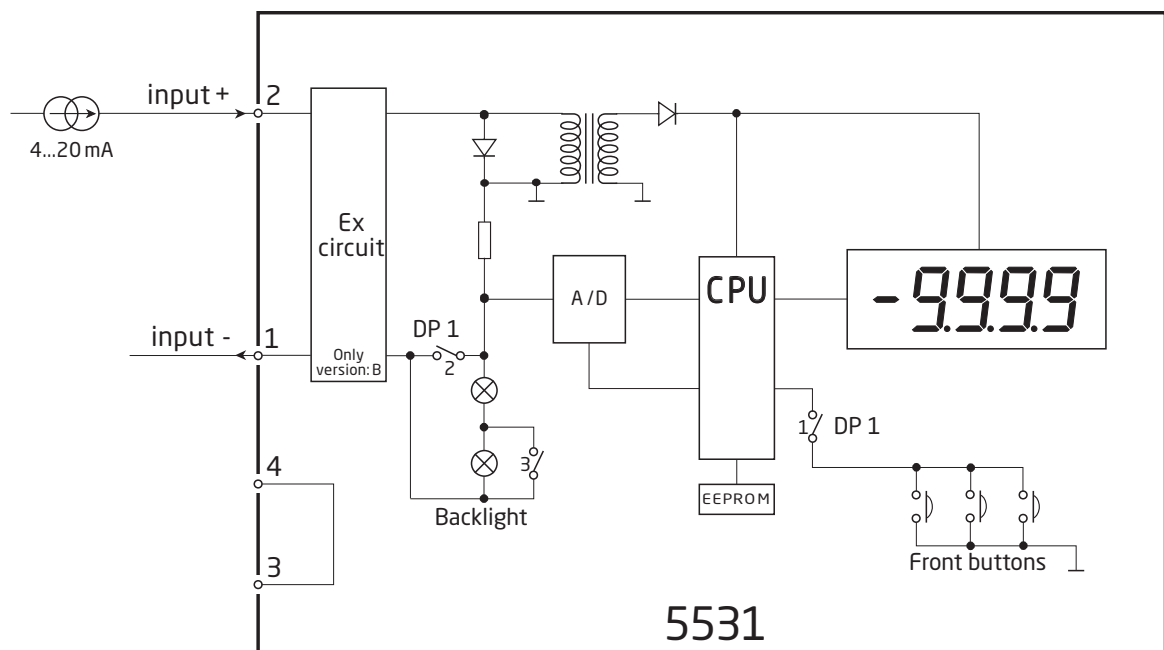 input +
2
4...20 mA
Ex
circuit
Only
version: B
input -
1
DP 1
2
A/D
CPU
-9.9.9.9
1
DP 1
3
Backlight
EEPROM
4
3
Front buttons
5531